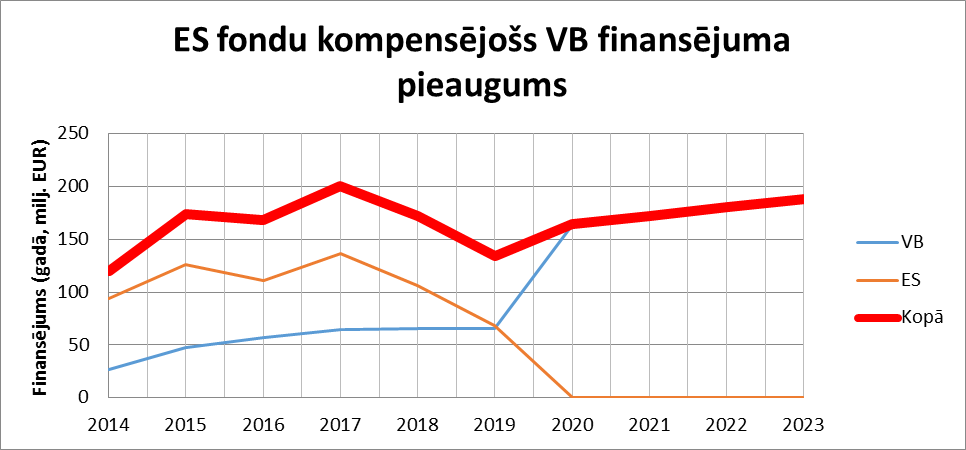 ES fondu kompensējošs VB finansējuma
pieaugums
Finansējums (gadā, milj. EUR)
250
200
150
100
50
0
2014 2015 2016 2017 2018 2019 2020 2021 2022 2023
VB
ES
Kopā